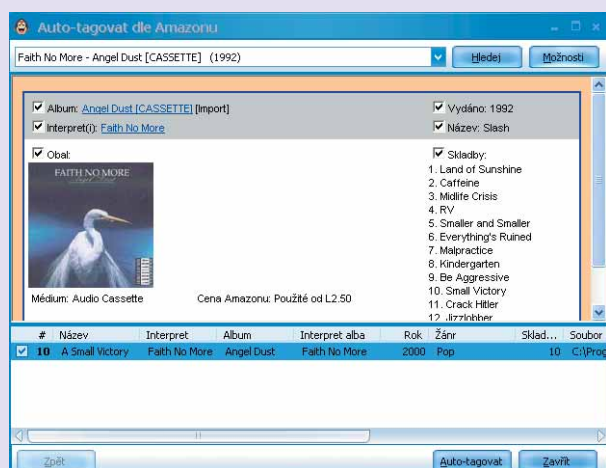 Auto-tagovat dle Amazonu
Faith No More - Angel Dust [CASSETTE] (1992)
Hledej
Možnosti
Album: Angel Dust [CASSETTE] [Import]
Vydáno: 1992
Interpret(i): Faith No More
Název: Slash
Obal:
Skladby:
FAITH NO MORE
Angel Dust
1. Land of Sunshine
2. Caffeine
3. Midlife Crisis
4. RV
5. Smaller and Smaller
6. Everything's Ruined
7. Malpractice
8. Kindergarten
9. Be Aggressive
10. Small Victory
11. Crack Hitler
12. Jizzlobber
Médium: Audio Cassette
Cena Amazonu: Použité od L2.50
# Název Interpret Album Interpret alba Rok Žánr Sklad... Soubor
10 A Small Victory Faith No More Angel Dust Faith No More 2000 Pop 10 C:\Prog
Zpět
Auto-tagovat
Zavřít